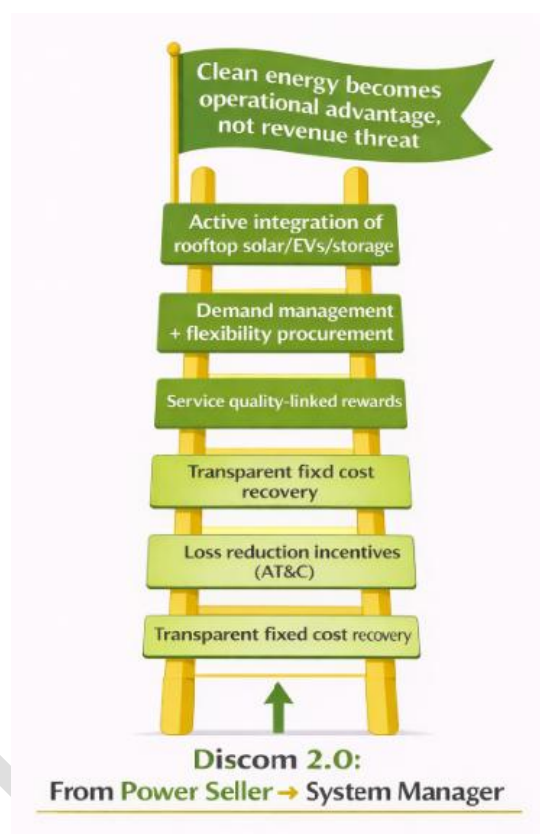 Clean energy becomes
operational advantage,
not revenue threat
Active integration of
rooftop solar/EVs/storage
Demand management
+ flexibility procurement
Service quality-linked rewards
Transparent fixd cost
recovery
Loss reduction incentives
(AT&C)
Transparent fixed cost recovery
Discom 2.0:
From Power Seller → System Manager